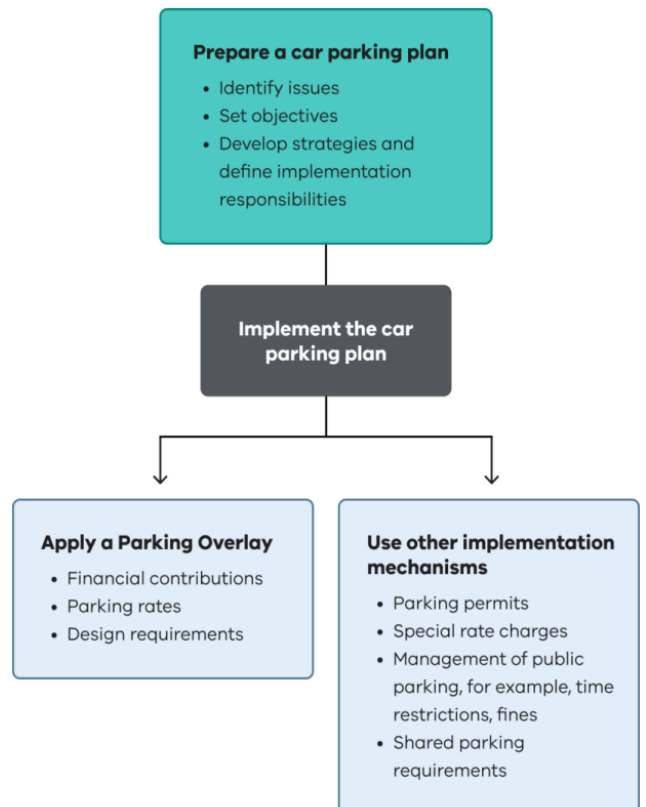 Prepare a car parking plan
• Identify issues
• Set objectives
• Develop strategies and
define implementation
responsibilities
Implement the car
parking plan
Apply a Parking Overlay
• Financial contributions
• Parking rates
• Design requirements
Use other implementation
mechanisms
• Parking permits
• Special rate charges
• Management of public
parking, for example, time
restrictions, fines
• Shared parking
requirements